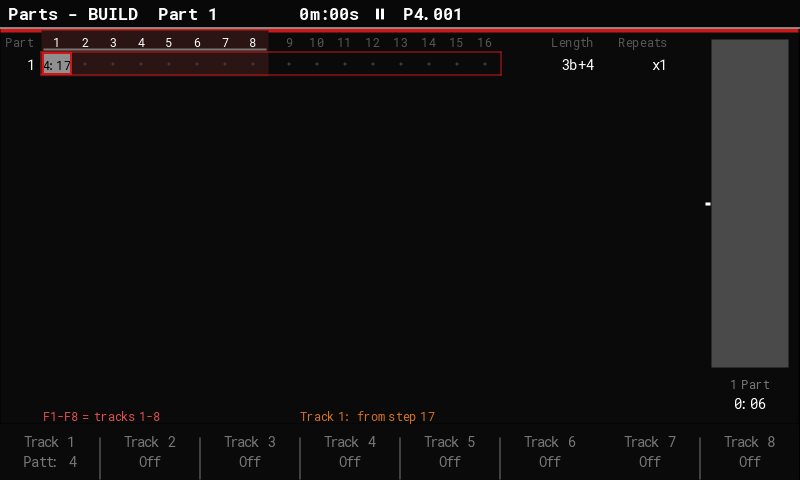 Parts - BUILD Part 1 0m:00s P4.001
Part 1 2 3 4 5 6 7 8 9 10 11 12 13 14 15 16 Length Repeats
1 4:17 3b+4 x1
1 Part
0:06
F1-F8 = tracks 1-8 Track 1: from step 17
Track 1 Track 2 Track 3 Track 4 Track 5 Track 6 Track 7 Track 8
Patt: 4 Off Off Off Off Off Off Off